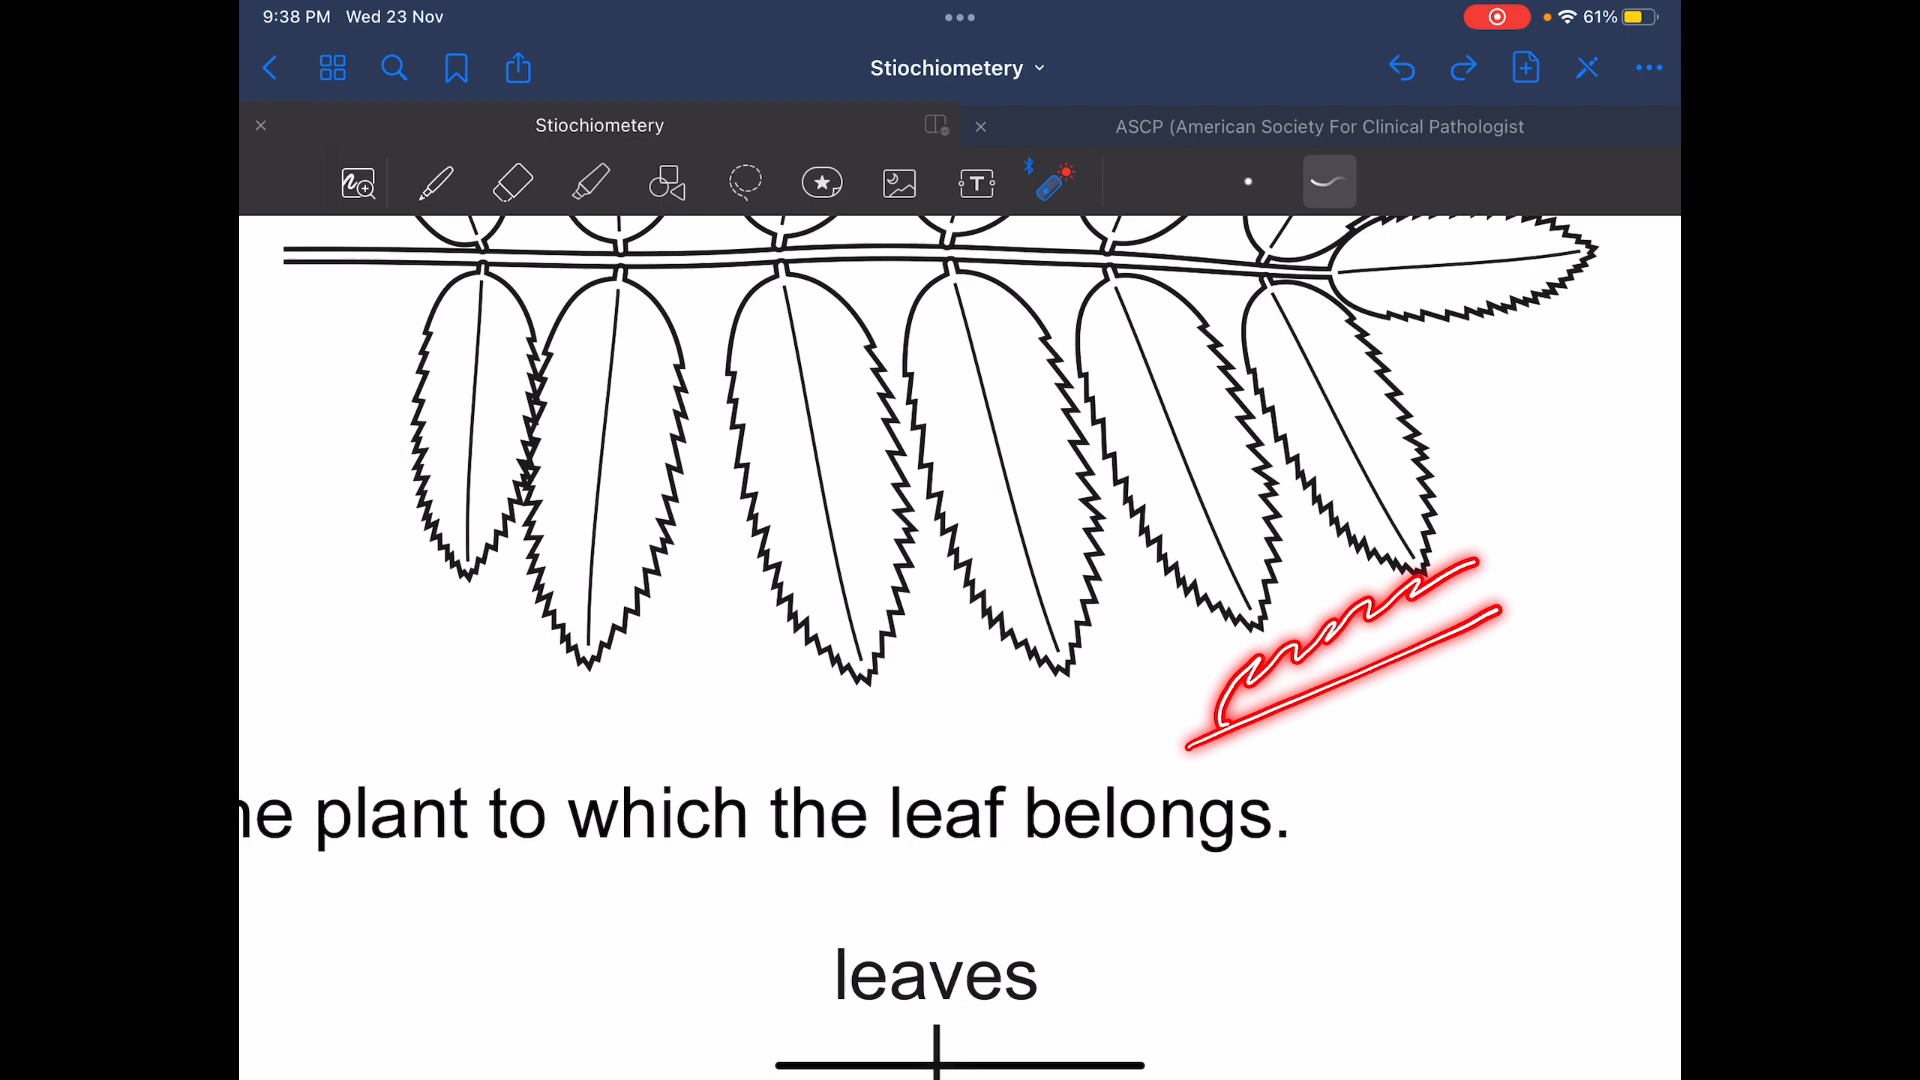 9:38 PM Wed 23 Nov
61%
Stiochiometery
Stiochiometery
ASCP (American Society For Clinical Pathologist
T
plant to which the leaf belongs.
leaves